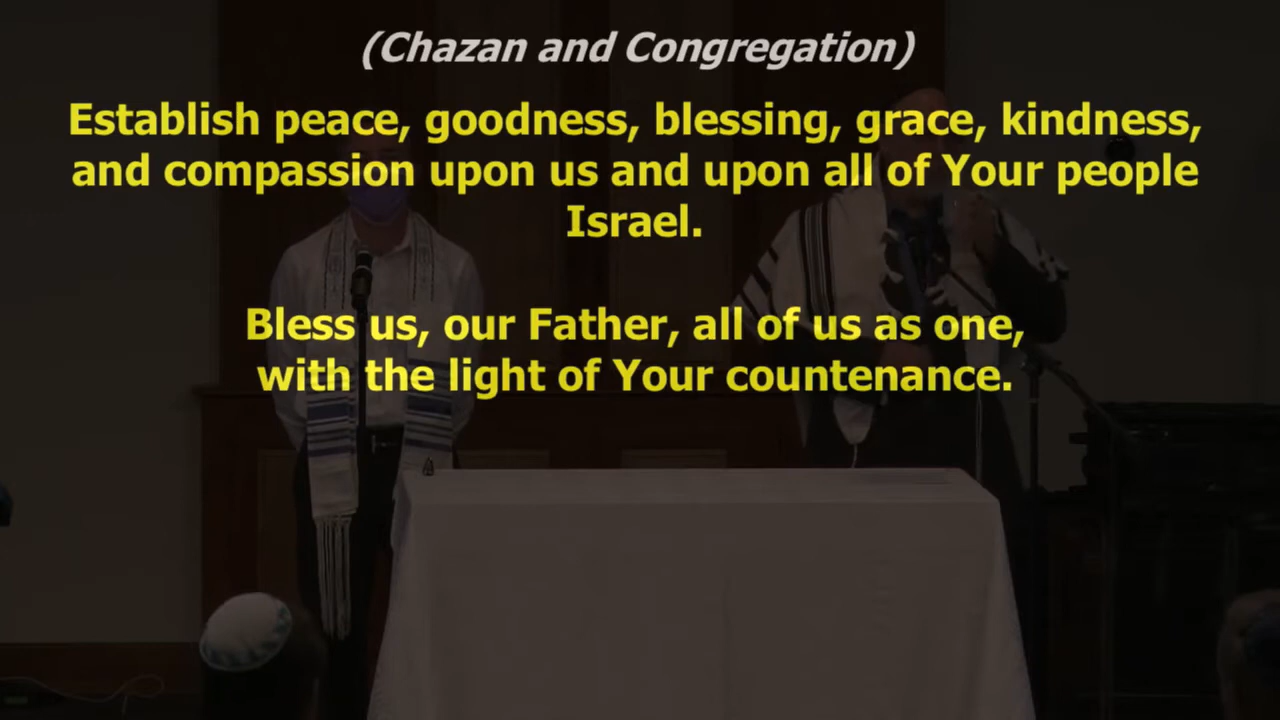 (Chazan and Congregation)
Establish peace, goodness, blessing, grace, kindness,
and compassion upon us and upon all of Your people
Israel.
Bless us, our Father, all of us as one,
with the light of Your countenance.